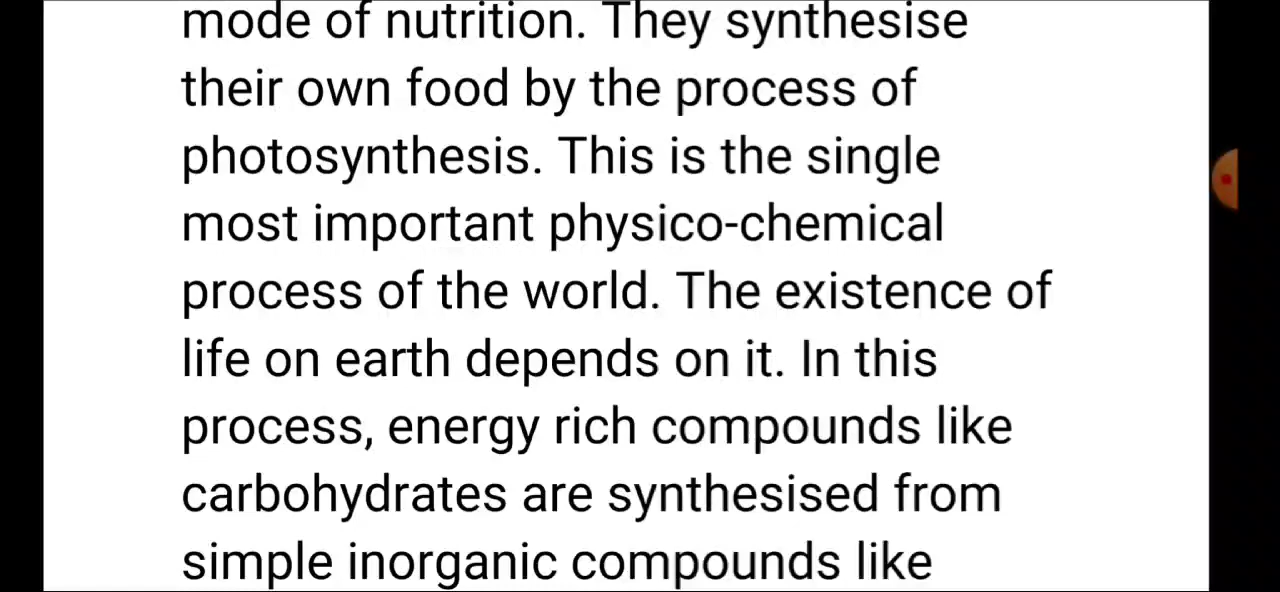 mode of nutrition. They synthesise
their own food by the process of
photosynthesis. This is the single
most important physico-chemical
process of the world. The existence of
life on earth depends on it. In this
process, energy rich compounds like
carbohydrates are synthesised from
simple inorganic compounds like